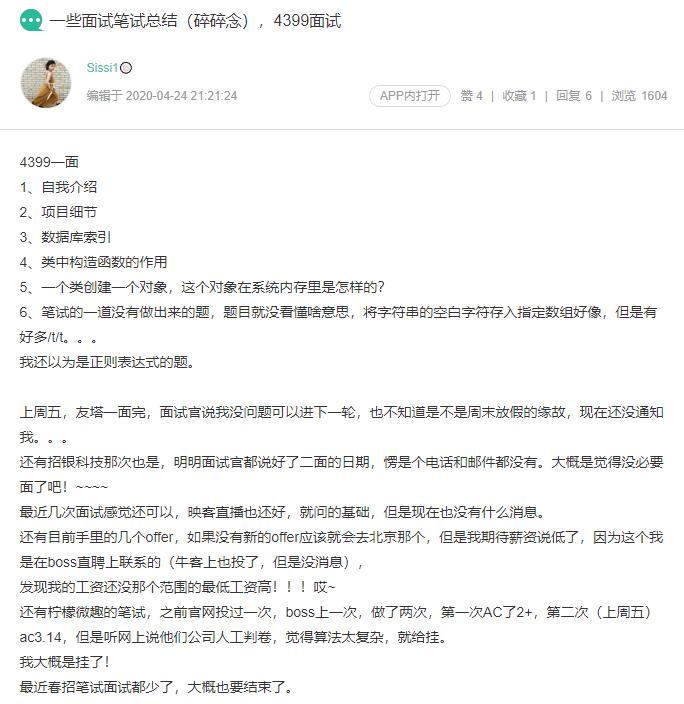 一些面试笔试总结（碎碎念），4399面试
Sissi1
编辑于 2020-04-24 21:21:24
APP内打开 赞 4 | 收藏 1 | 回复 6 | 浏览 1604
4399一面
1、自我介绍
2、项目细节
3、数据库索引
4、类中构造函数的作用
5、一个类创建一个对象，这个对象在系统内存里是怎样的？
6、笔试的一道没有做出来的题，题目就没看懂啥意思，将字符串的空白字符存入指定数组好像，但是有
好多/t/t。。。
我还以为是正则表达式的题。
上周五，友塔一面完，面试官说我没问题可以进下一轮，也不知道是不是周末放假的缘故，现在还没通知
我。。。
还有招银科技那次也是，明明面试官都说好了二面的日期，愣是个电话和邮件都没有。大概是觉得没必要
面了吧！~~~~
最近几次面试感觉还可以，映客直播也还好，就问的基础，但是现在也没有什么消息。
还有目前手里的几个offer，如果没有新的offer应该就会去北京那个，但是我期待薪资说低了，因为这个我
是在boss直聘上联系的（牛客上也投了，但是没消息），
发现我的工资还没那个范围的最低工资高！！！哎~
还有柠檬微趣的笔试，之前官网投过一次，boss上一次，做了两次，第一次AC了2+，第二次（上周五）
ac3.14，但是听网上说他们公司人工判卷，觉得算法太复杂，就给挂。
我大概是挂了！
最近春招笔试面试都少了，大概也要结束了。